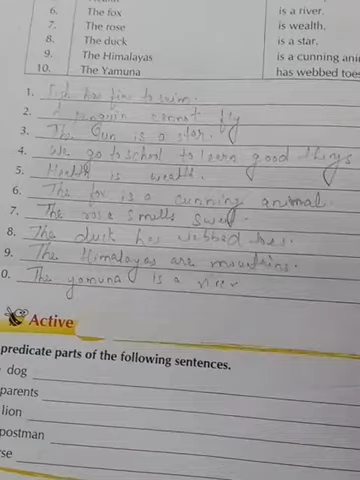 6. The fox is a river.
7. The rose is wealth.
8. The duck is a star.
9. The Himalayas is a cunning ani
10. The Yamuna has webbed toes
1. Fish has fin to swim.
2. A penguin cannot fly
3. The Sun is a star.
4. We go to school to learn good things
5. Health is wealth.
6. The fox is a cunning animal.
7. The rose smells sweet.
8. The duck has webbed toes.
9. The Himalayas are mountains.
0. The yamuna is a river
Active
predicate parts of the following sentences.
dog
parents
lion
postman
rse